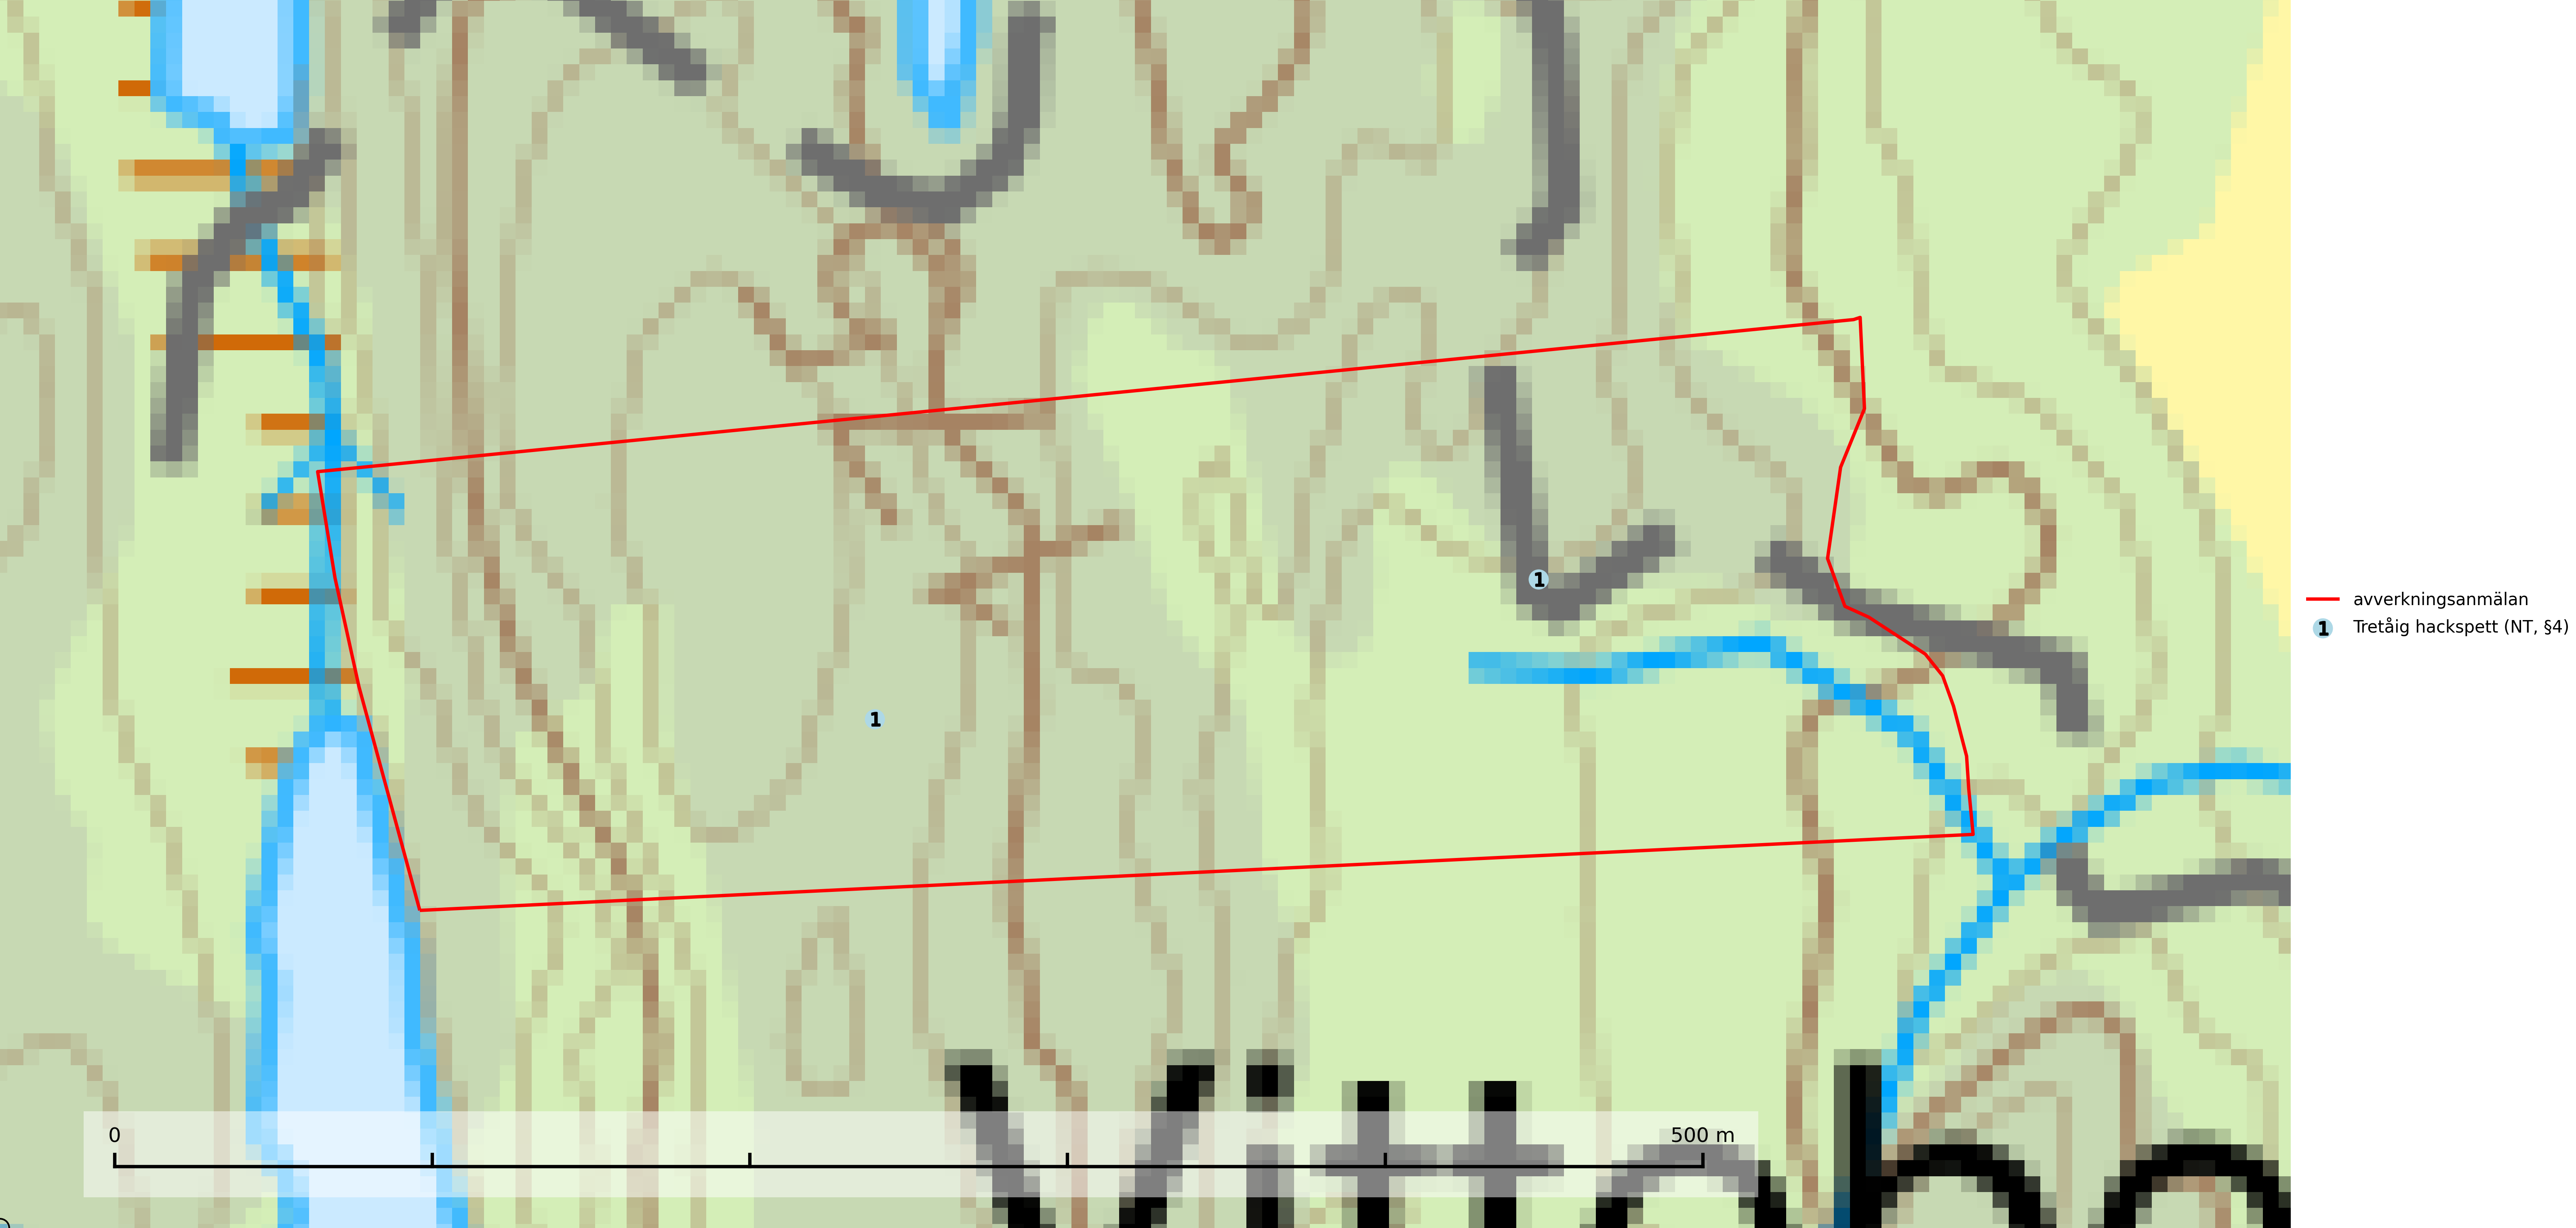 1
1
avverkningsanmälan
1 Tretåig hackspett (NT, §4)
0 500 m